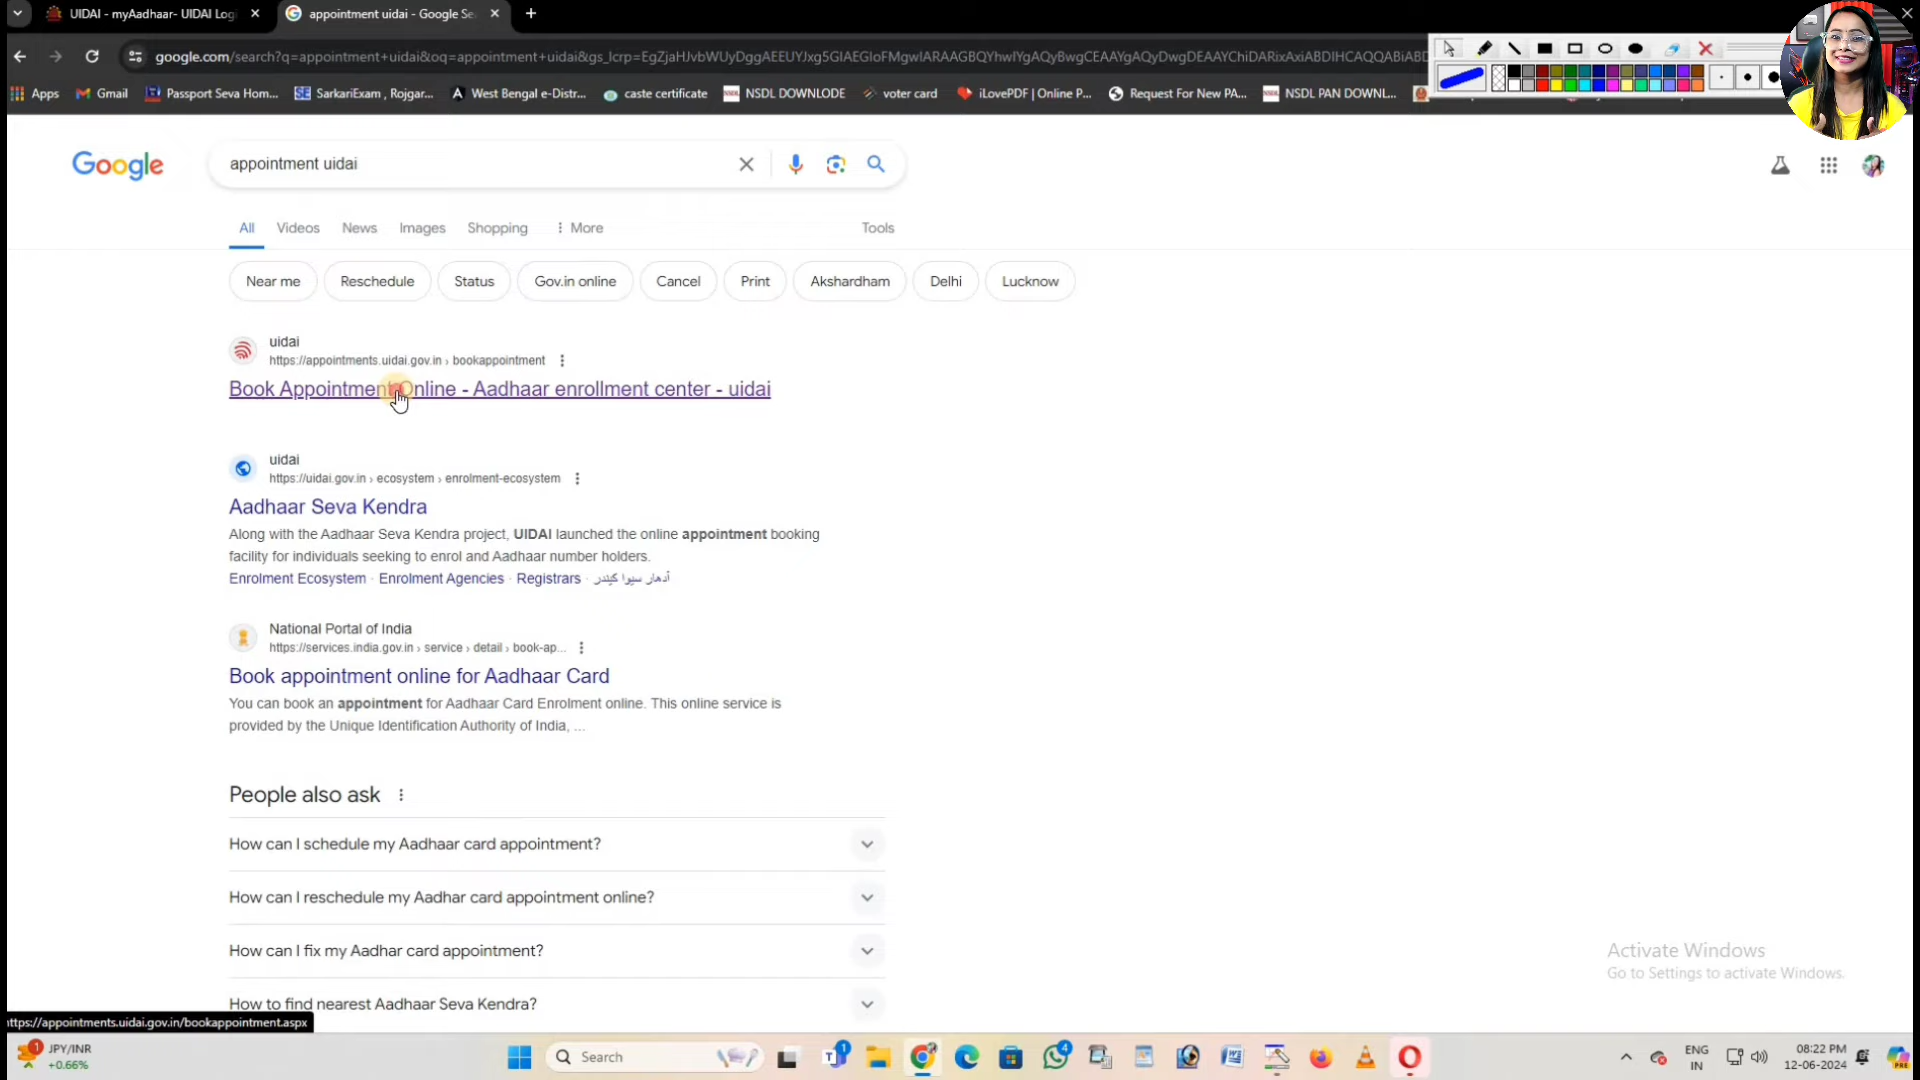 UIDAI - myAadhaar- UIDAI Logi
appointment uidai - Google Se
google.com/search?q=appointment+uidai&oq=appointment+uidai&gs_lcrp=
Apps
Gmail
Passport Seva Hom...
SarkariExam , Rojgar...
West Bengal e-Distr...
caste certificate
NSDL DOWNLODE
voter card
iLovePDF | Online P...
Request For New PA...
NSDL PAN DOWNL...
Google
appointment uidai
All
Videos
News
Images
Shopping
More
Tools
Near me
Reschedule
Status
Gov.in online
Cancel
Print
Akshardham
Delhi
Lucknow
uidai
https://appointments.uidai.gov.in › bookappointment
Book Appointment Online - Aadhaar enrollment center - uidai
uidai
https://uidai.gov.in › ecosystem › enrolment-ecosystem
Aadhaar Seva Kendra
Along with the Aadhaar Seva Kendra project, UIDAI launched the online appointment booking
facility for individuals seeking to enrol and Aadhaar number holders.
Enrolment Ecosystem · Enrolment Agencies · Registrars · آدھار سیوا کیندر
National Portal of India
https://services.india.gov.in › service › detail › book-ap...
Book appointment online for Aadhaar Card
You can book an appointment for Aadhaar Card Enrolment online. This online service is
provided by the Unique Identification Authority of India, ...
People also ask
How can I schedule my Aadhaar card appointment?
How can I reschedule my Aadhar card appointment online?
How can I fix my Aadhar card appointment?
How to find nearest Aadhaar Seva Kendra?
Activate Windows
Go to Settings to activate Windows.
https://appointments.uidai.gov.in/bookappointment.aspx
1
JPY/INR
+0.66%
Search
1
4
ENG
IN
08:22 PM
12-06-2024